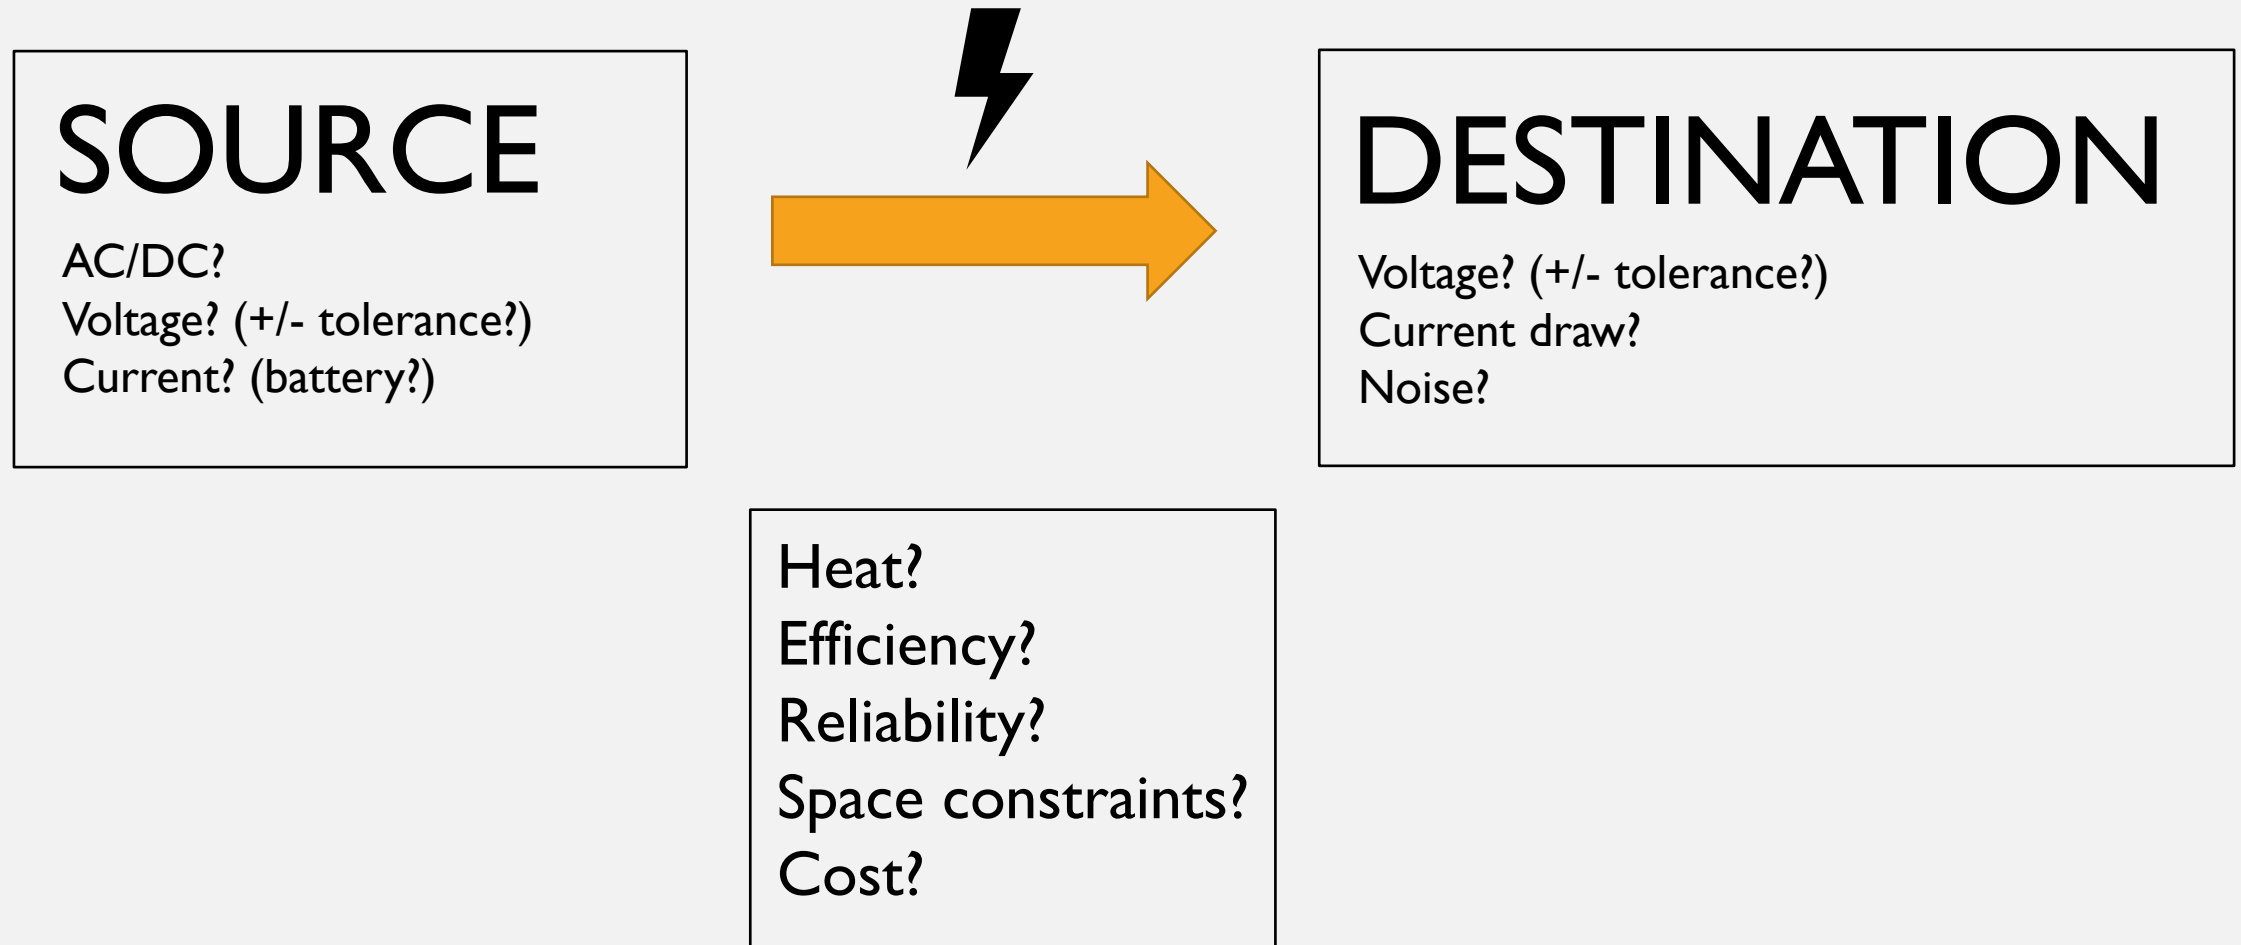 SOURCE
AC/DC?
Voltage? (+/- tolerance?)
Current? (battery?)
DESTINATION
Voltage? (+/- tolerance?)
Current draw?
Noise?
Heat?
Efficiency?
Reliability?
Space constraints?
Cost?